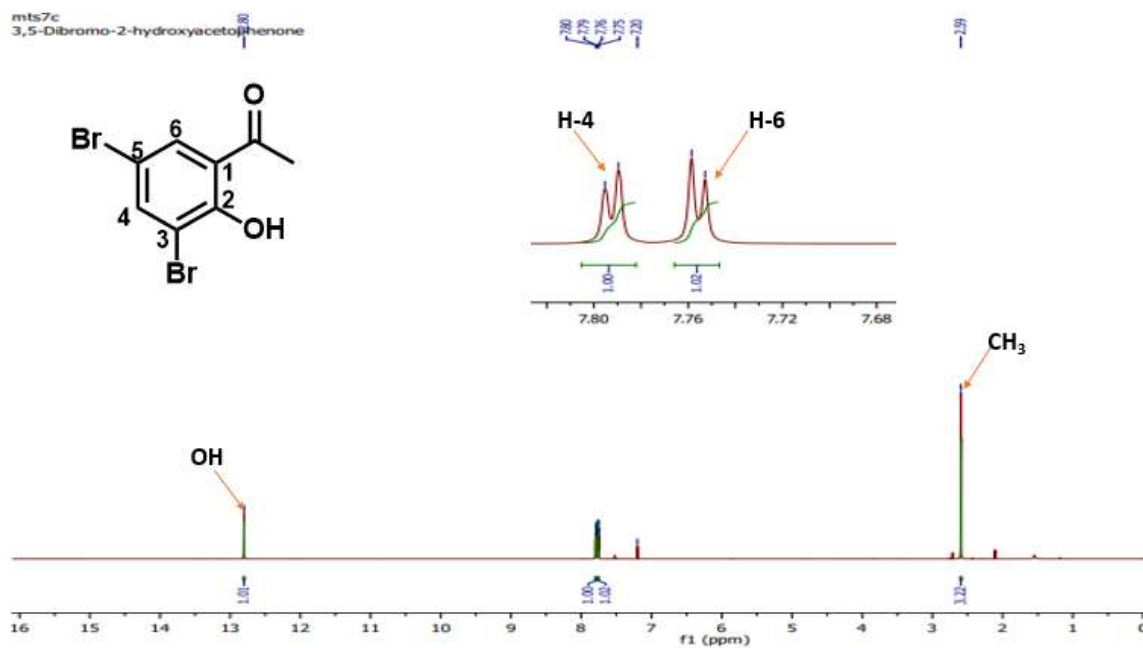 mts7c
3,5-Dibromo-2-hydroxyacetophenone
7.80
7.79
7.76
7.75
7.20
2.59
O
Br
6
5
1
4
2
3
OH
Br
H-4
H-6
1.00
1.02
7.80 7.76 7.72 7.68
CH₃
OH
1.01
1.00
1.02
3.22
16 15 14 13 12 11 10 9 8 7 6 5 4 3 2 1 0
f1 (ppm)